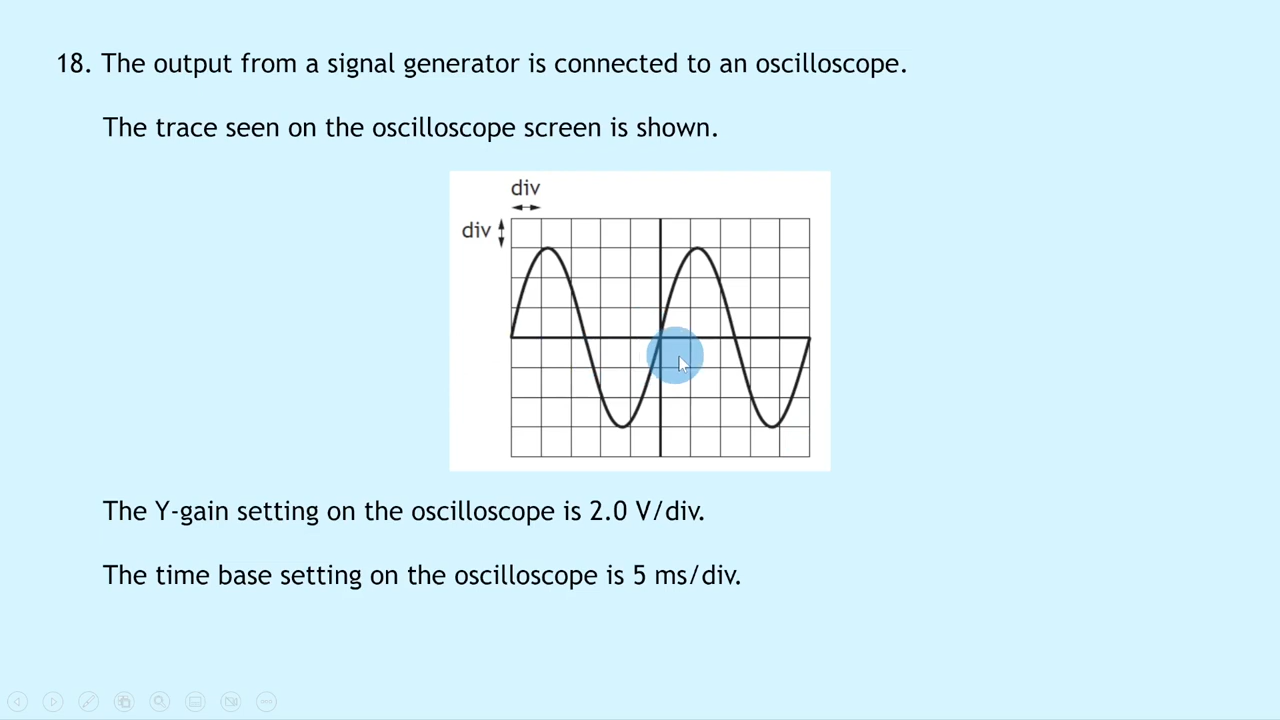 18. The output from a signal generator is connected to an oscilloscope.
The trace seen on the oscilloscope screen is shown.
div
div
The Y-gain setting on the oscilloscope is 2.0 V/div.
The time base setting on the oscilloscope is 5 ms/div.